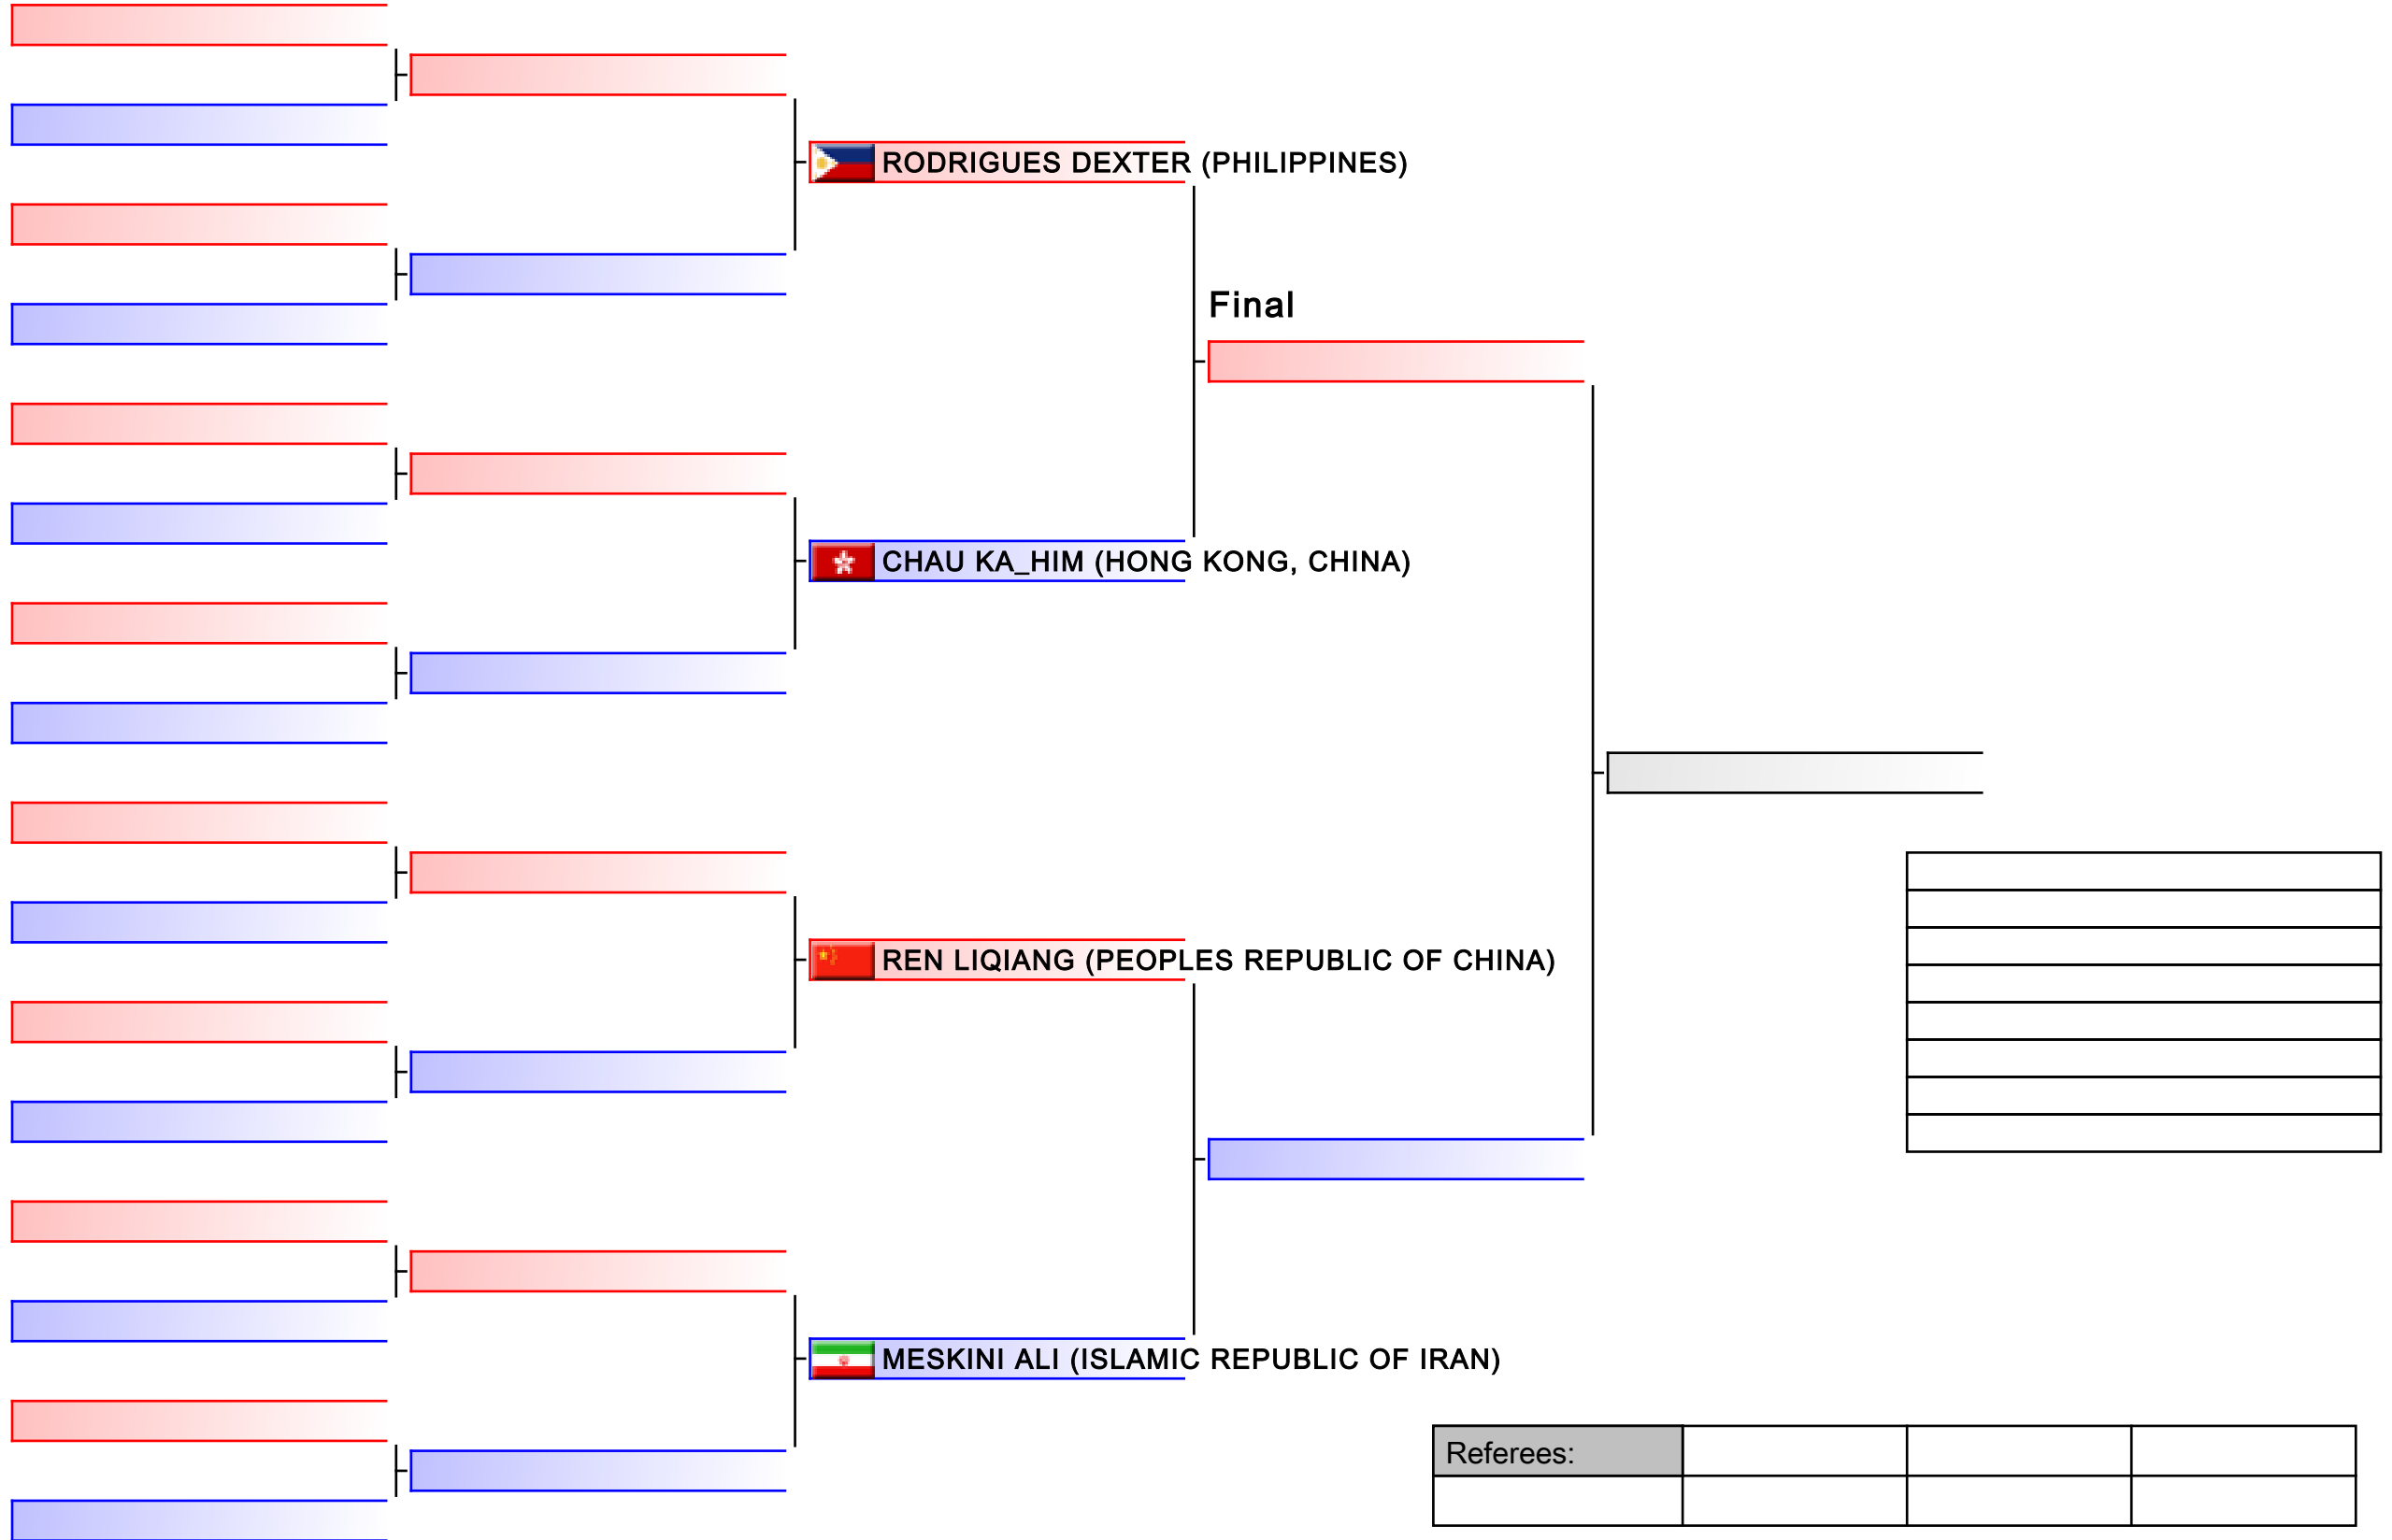 RODRIGUES DEXTER (PHILIPPINES)
Final
CHAU KA_HIM (HONG KONG, CHINA)
REN LIQIANG (PEOPLES REPUBLIC OF CHINA)
MESKINI ALI (ISLAMIC REPUBLIC OF IRAN)
Referees: